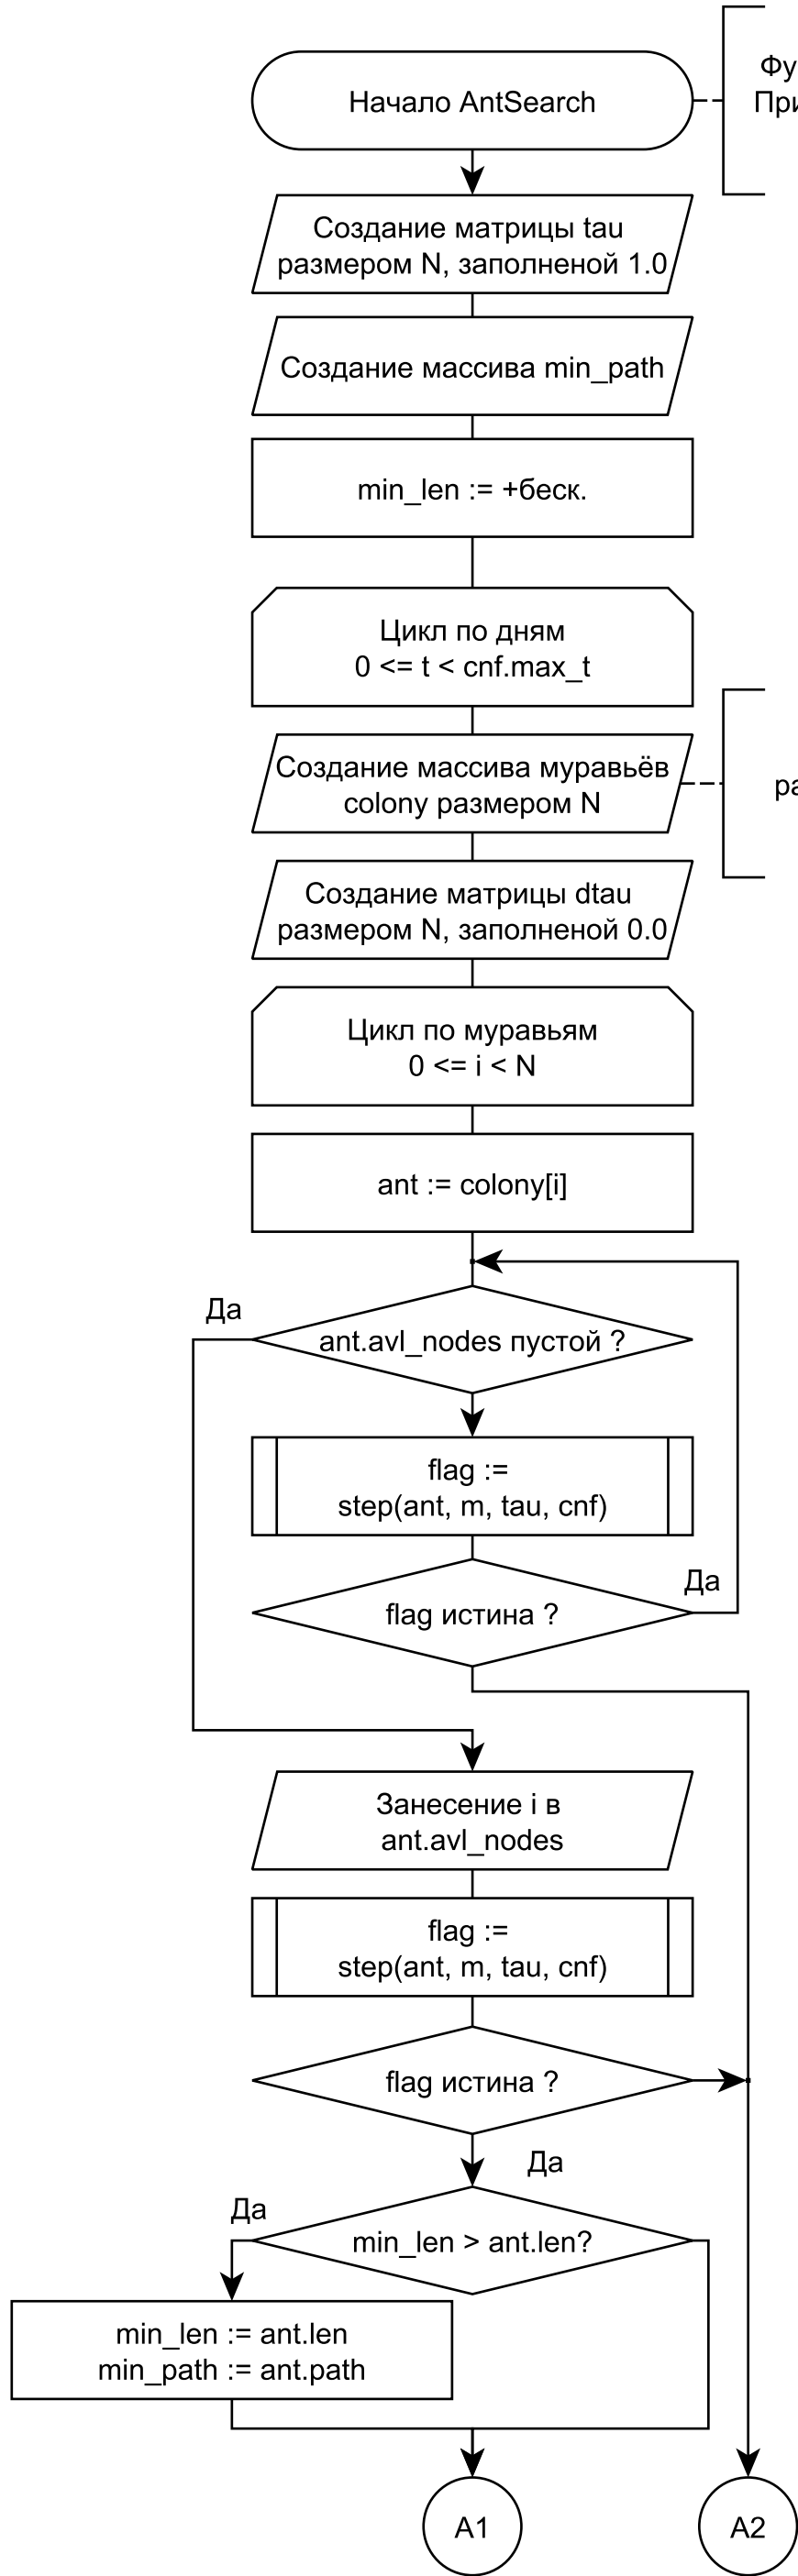 Начало AntSearch
Создание матрицы tau
размером N, заполненой 1.0
Создание массива min_path
min_len := +беск.
Цикл по дням
0 <= t < cnf.max_t
Создание массива муравьёв
colony размером N
Создание матрицы dtau
размером N, заполненой 0.0
Цикл по муравьям
0 <= i < N
ant := colony[i]
Да
ant.avl_nodes пустой ?
flag :=
step(ant, m, tau, cnf)
Да
flag истина ?
Занесение i в
ant.avl_nodes
flag :=
step(ant, m, tau, cnf)
flag истина ?
Да
Да
min_len > ant.len?
min_len := ant.len
min_path := ant.path
A1
A2